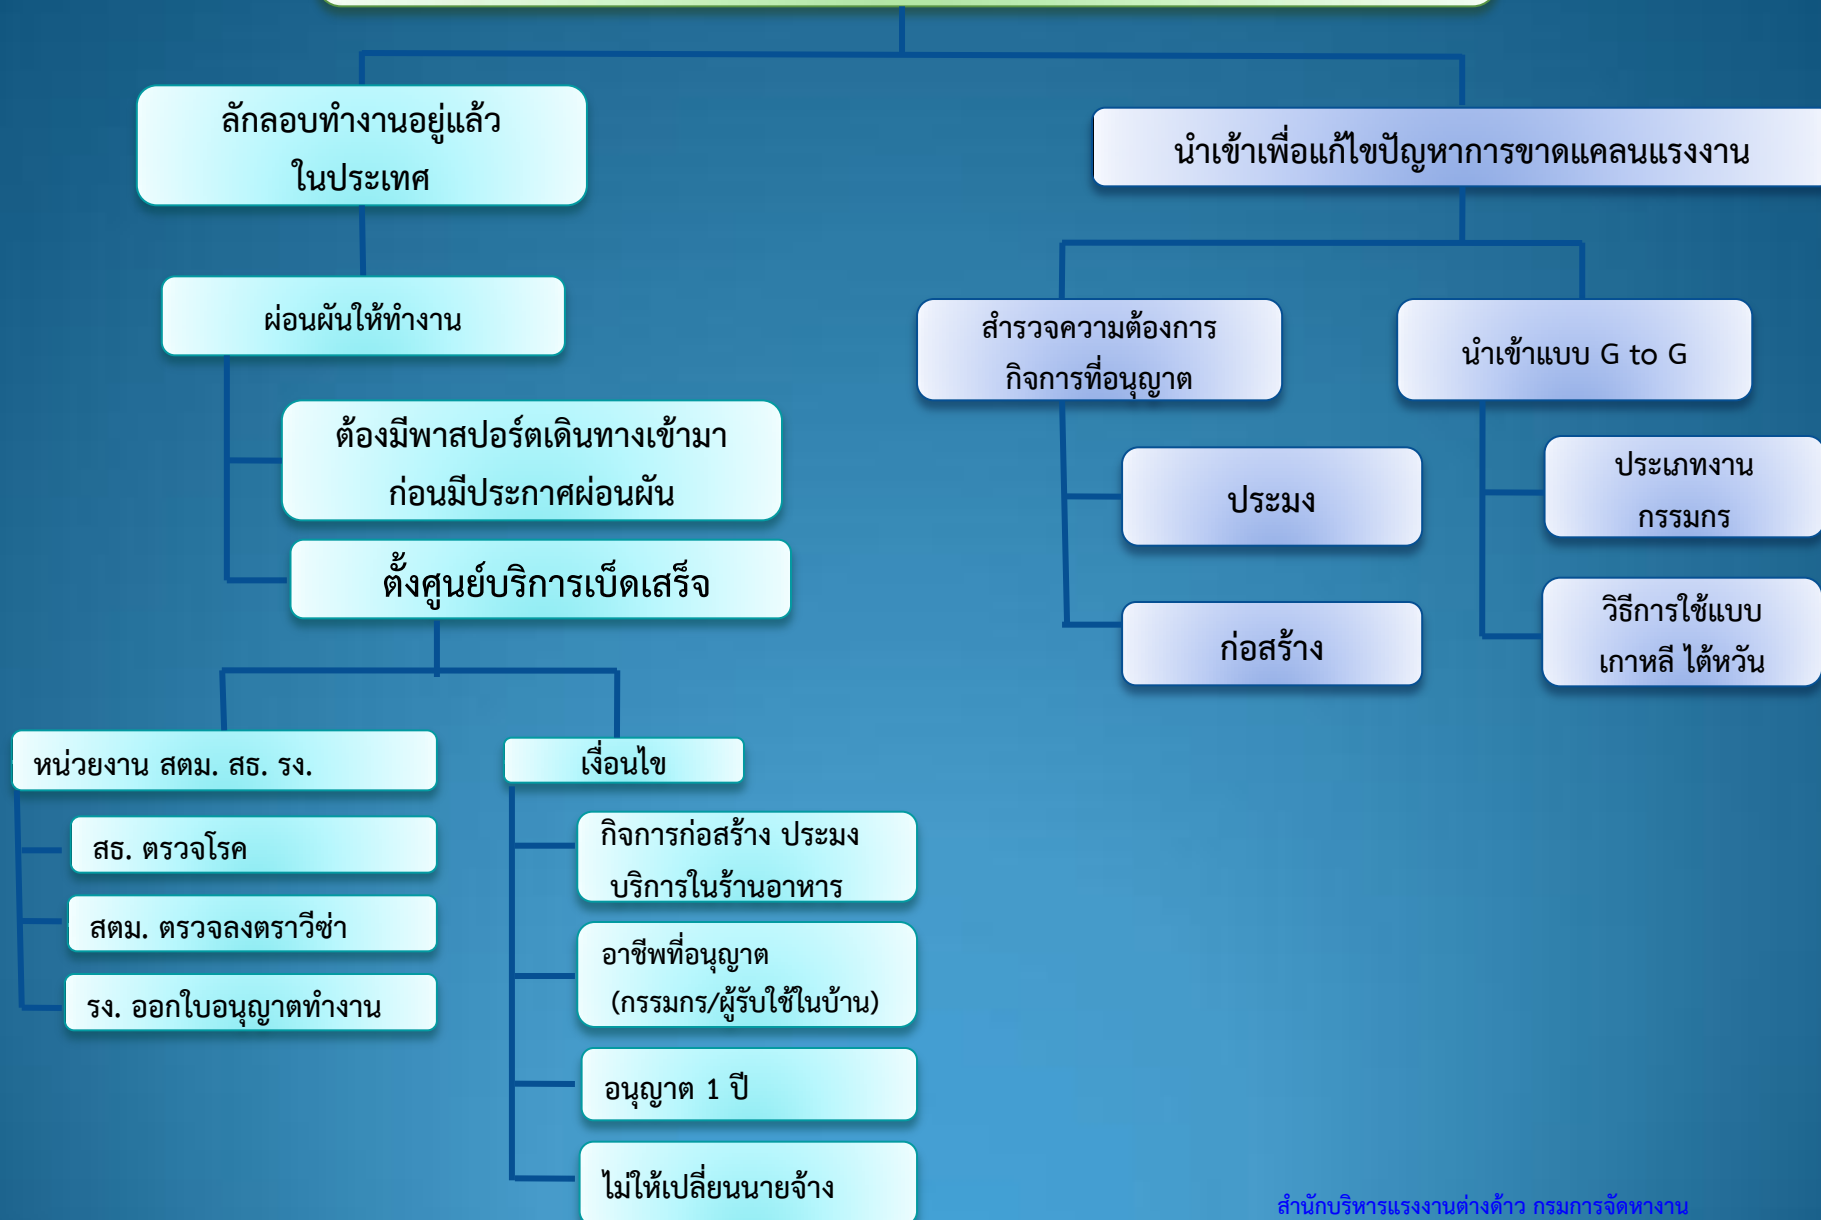 ลักลอบทำงานอยู่แล้ว
ในประเทศ
ผ่อนผันให้ทำงาน
ต้องมีพาสปอร์ตเดินทางเข้ามา
ก่อนมีประกาศผ่อนผัน
ตั้งศูนย์บริการเบ็ดเสร็จ
หน่วยงาน สตม. สธ. รง.
สธ. ตรวจโรค
สตม. ตรวจลงตราวีซ่า
รง. ออกใบอนุญาตทำงาน
เงื่อนไข
กิจการก่อสร้าง ประมง
บริการในร้านอาหาร
อาชีพที่อนุญาต
(กรรมกร/ผู้รับใช้ในบ้าน)
อนุญาต 1 ปี
ไม่ให้เปลี่ยนนายจ้าง
นำเข้าเพื่อแก้ไขปัญหาการขาดแคลนแรงงาน
สำรวจความต้องการ
กิจการที่อนุญาต
ประมง
ก่อสร้าง
นำเข้าแบบ G to G
ประเภทงาน
กรรมกร
วิธีการใช้แบบ
เกาหลี ไต้หวัน
สำนักบริหารแรงงานต่างด้าว กรมการจัดหางาน